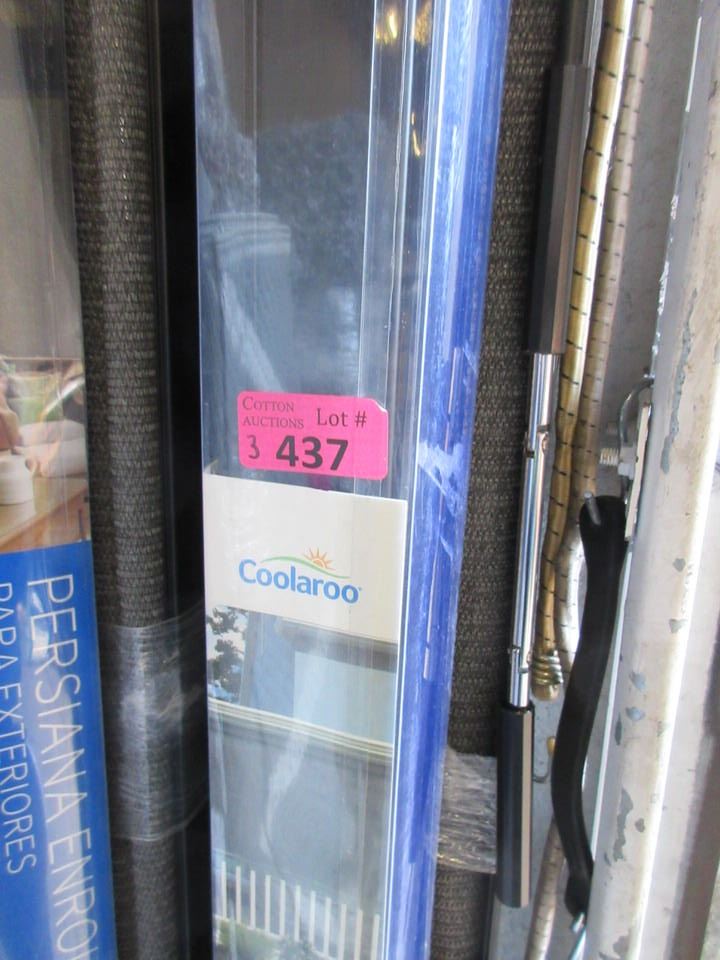 COTTON
AUCTIONS Lot #
3 437
Coolaroo
PERSIANA ENRO
PARA EXTERIORES